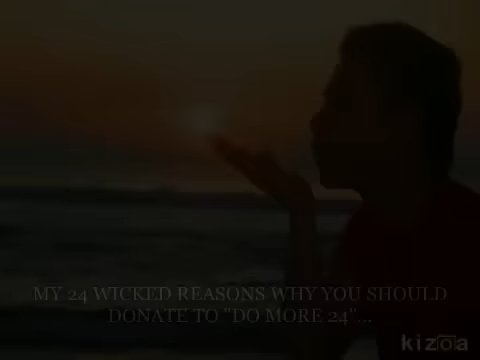 MY 24 WICKED REASONS WHY YOU SHOULD
DONATE TO "DO MORE 24"...
kizoa